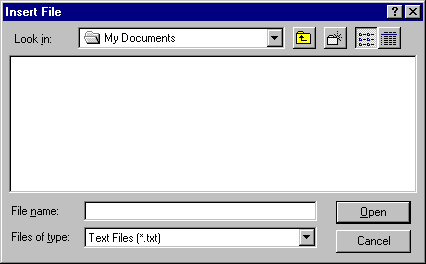 Insert File
Look in: My Documents
File name: Open
Files of type: Text Files (*.txt) Cancel